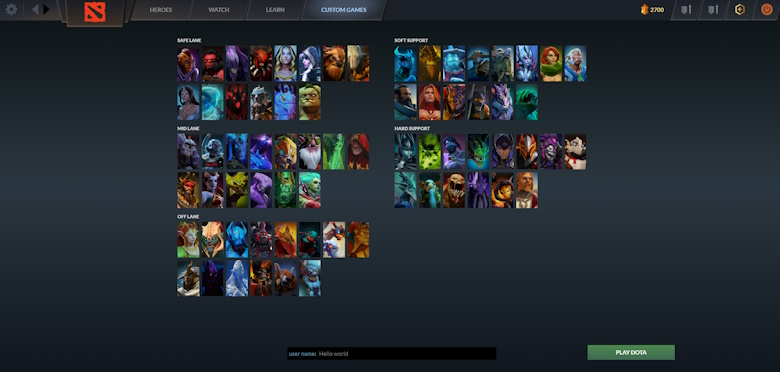 HEROES
WATCH
LEARN
CUSTOM GAMES
2700
SAFE LANE
SOFT SUPPORT
MID LANE
HARD SUPPORT
OFF LANE
user name: Hello world
PLAY DOTA